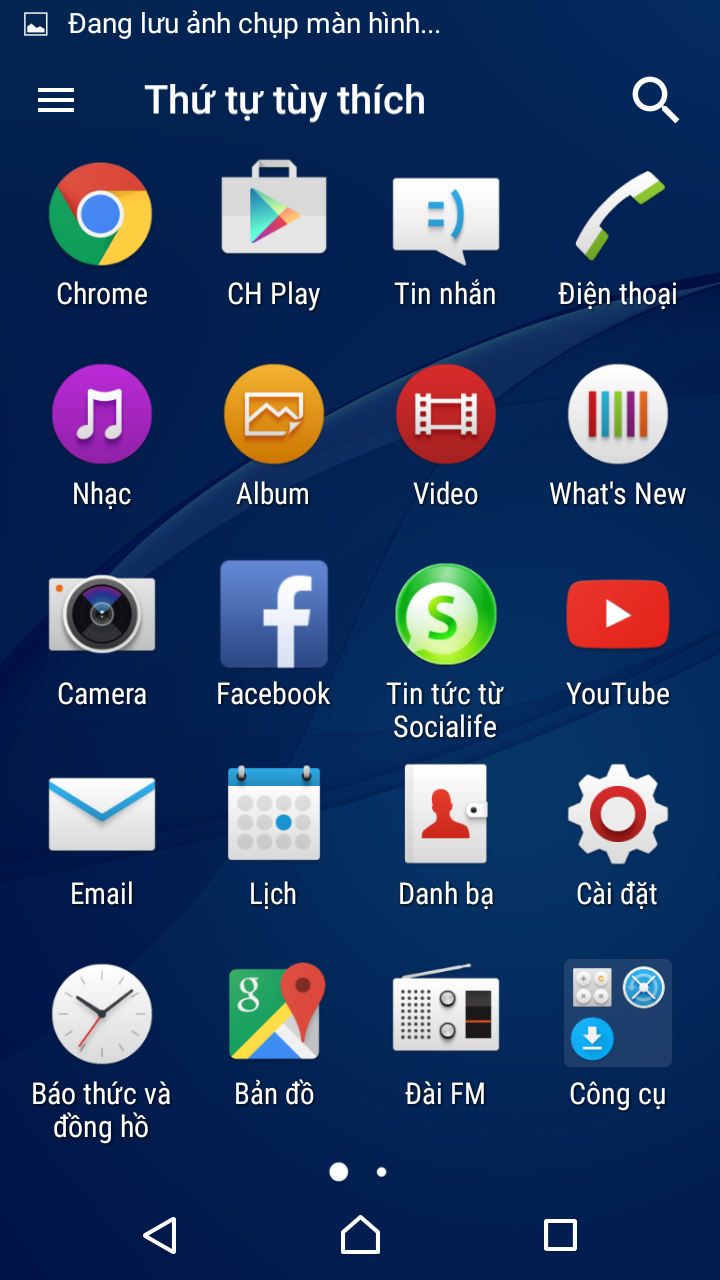 Đang lưu ảnh chụp màn hình...
Thứ tự tùy thích
Chrome
CH Play
Tin nhắn
Điện thoại
Nhạc
Album
Video
What's New
Camera
Facebook
Tin tức từ
Socialife
YouTube
Email
Lịch
Danh bạ
Cài đặt
Báo thức và
đồng hồ
Bản đồ
Đài FM
Công cụ